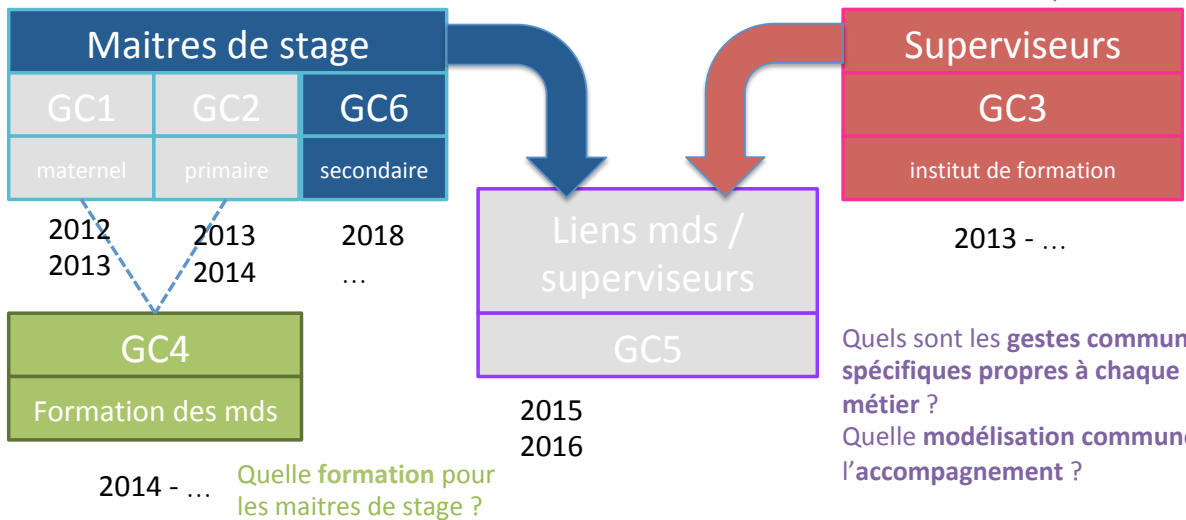 Maitres de stage
GC1
GC2
GC6
maternel
primaire
secondaire
2012
2013
2013
2014
2018
…
Superviseurs
GC3
institut de formation
2013 - …
Liens mds /
superviseurs
GC5
2015
2016
GC4
Formation des mds
2014 - …
Quelle formation pour
les maitres de stage ?
Quels sont les gestes commun
spécifiques propres à chaque
métier ?
Quelle modélisation commun
l’accompagnement ?